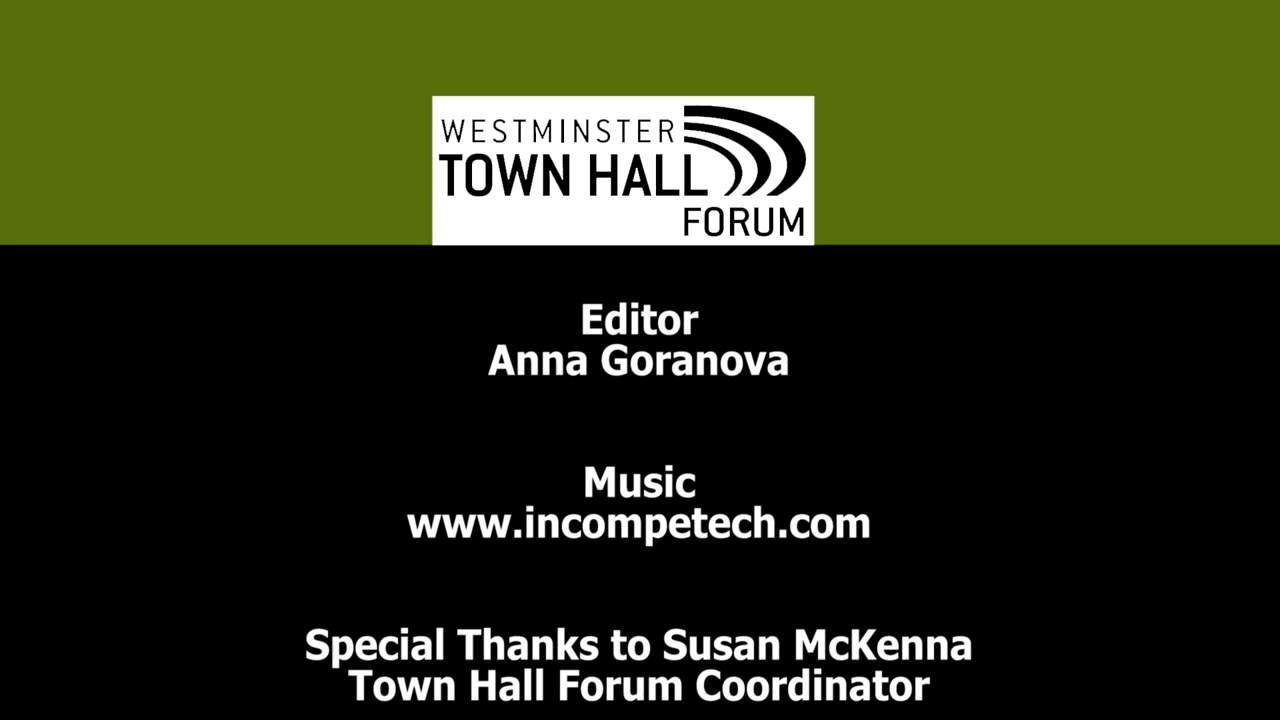 WESTMINSTER
TOWN HALL
FORUM
Editor
Anna Goranova
Music
www.incompetech.com
Special Thanks to Susan McKenna
Town Hall Forum Coordinator